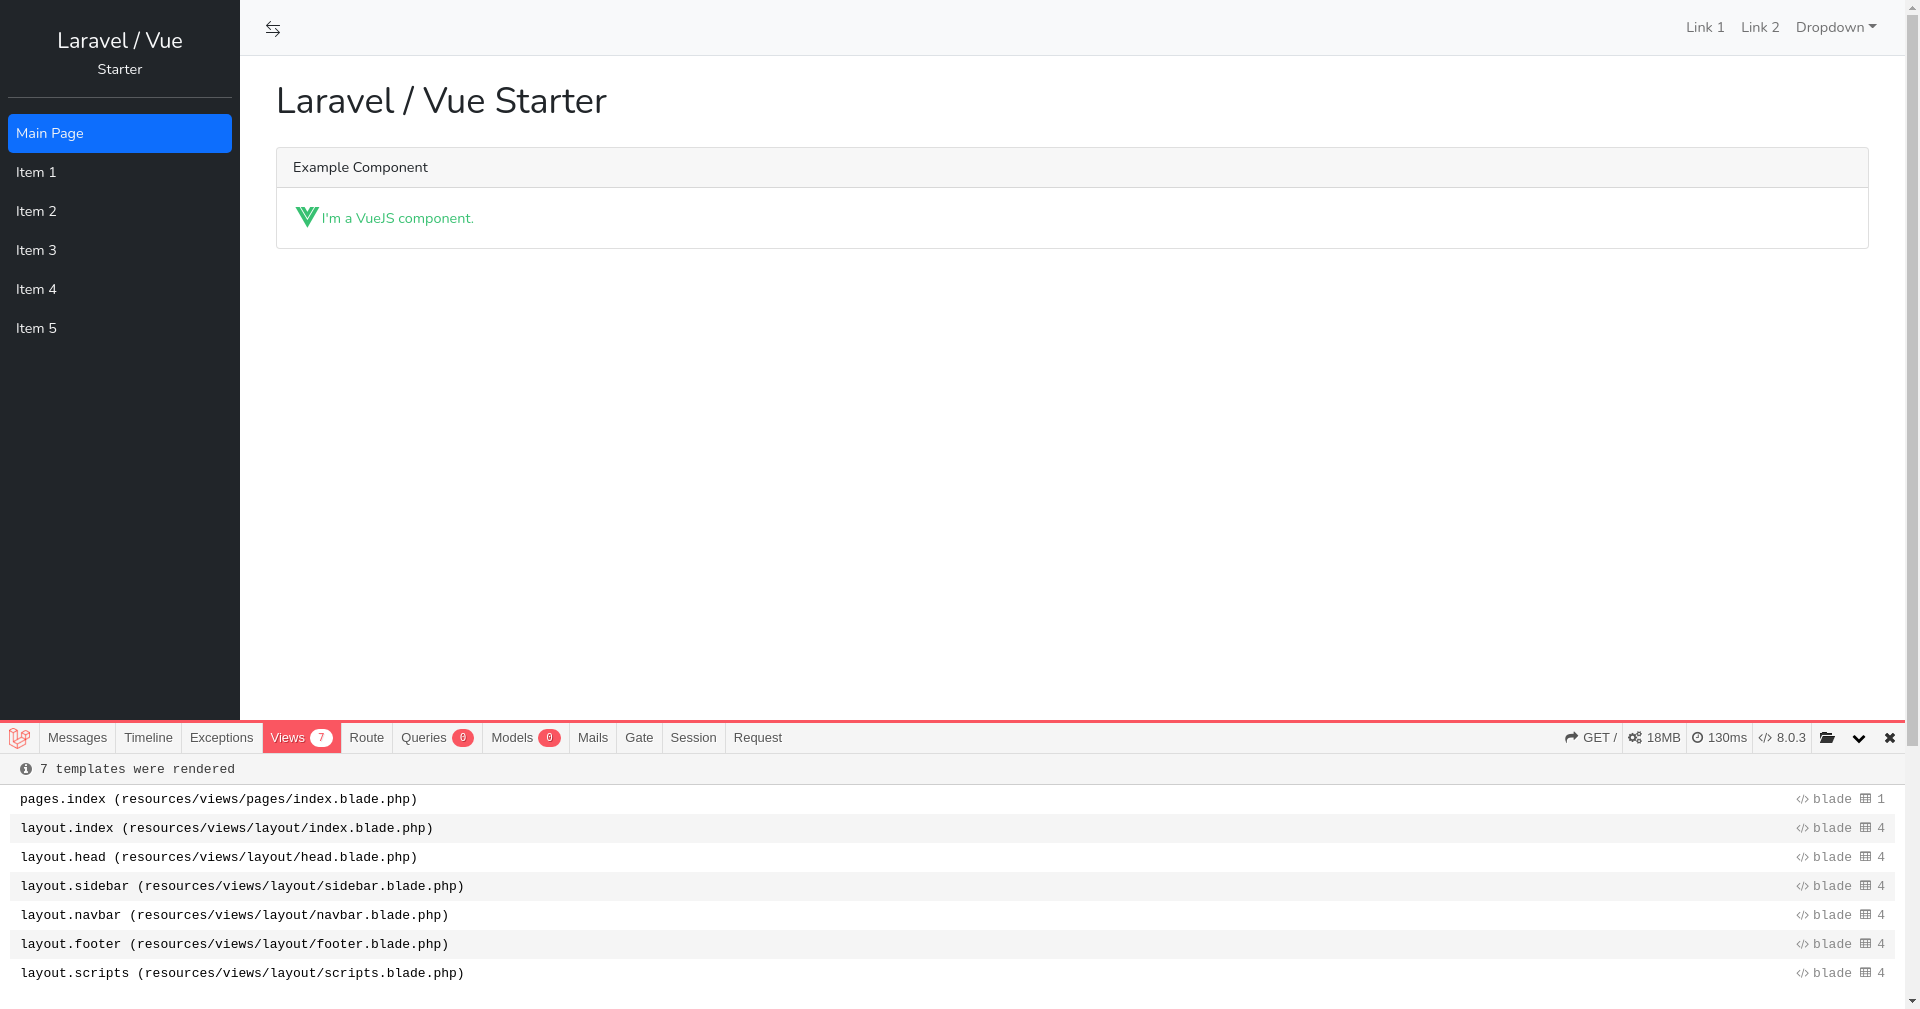 Laravel / Vue
Starter
Main Page
Item 1
Item 2
Item 3
Item 4
Item 5
Link 1 Link 2 Dropdown
Laravel / Vue Starter
Example Component
I'm a VueJS component.
Messages Timeline Exceptions Views 7 Route Queries 0 Models 0 Mails Gate Session Request GET / 18MB 130ms 8.0.3
7 templates were rendered
pages.index (resources/views/pages/index.blade.php) blade 1
layout.index (resources/views/layout/index.blade.php) blade 4
layout.head (resources/views/layout/head.blade.php) blade 4
layout.sidebar (resources/views/layout/sidebar.blade.php) blade 4
layout.navbar (resources/views/layout/navbar.blade.php) blade 4
layout.footer (resources/views/layout/footer.blade.php) blade 4
layout.scripts (resources/views/layout/scripts.blade.php) blade 4